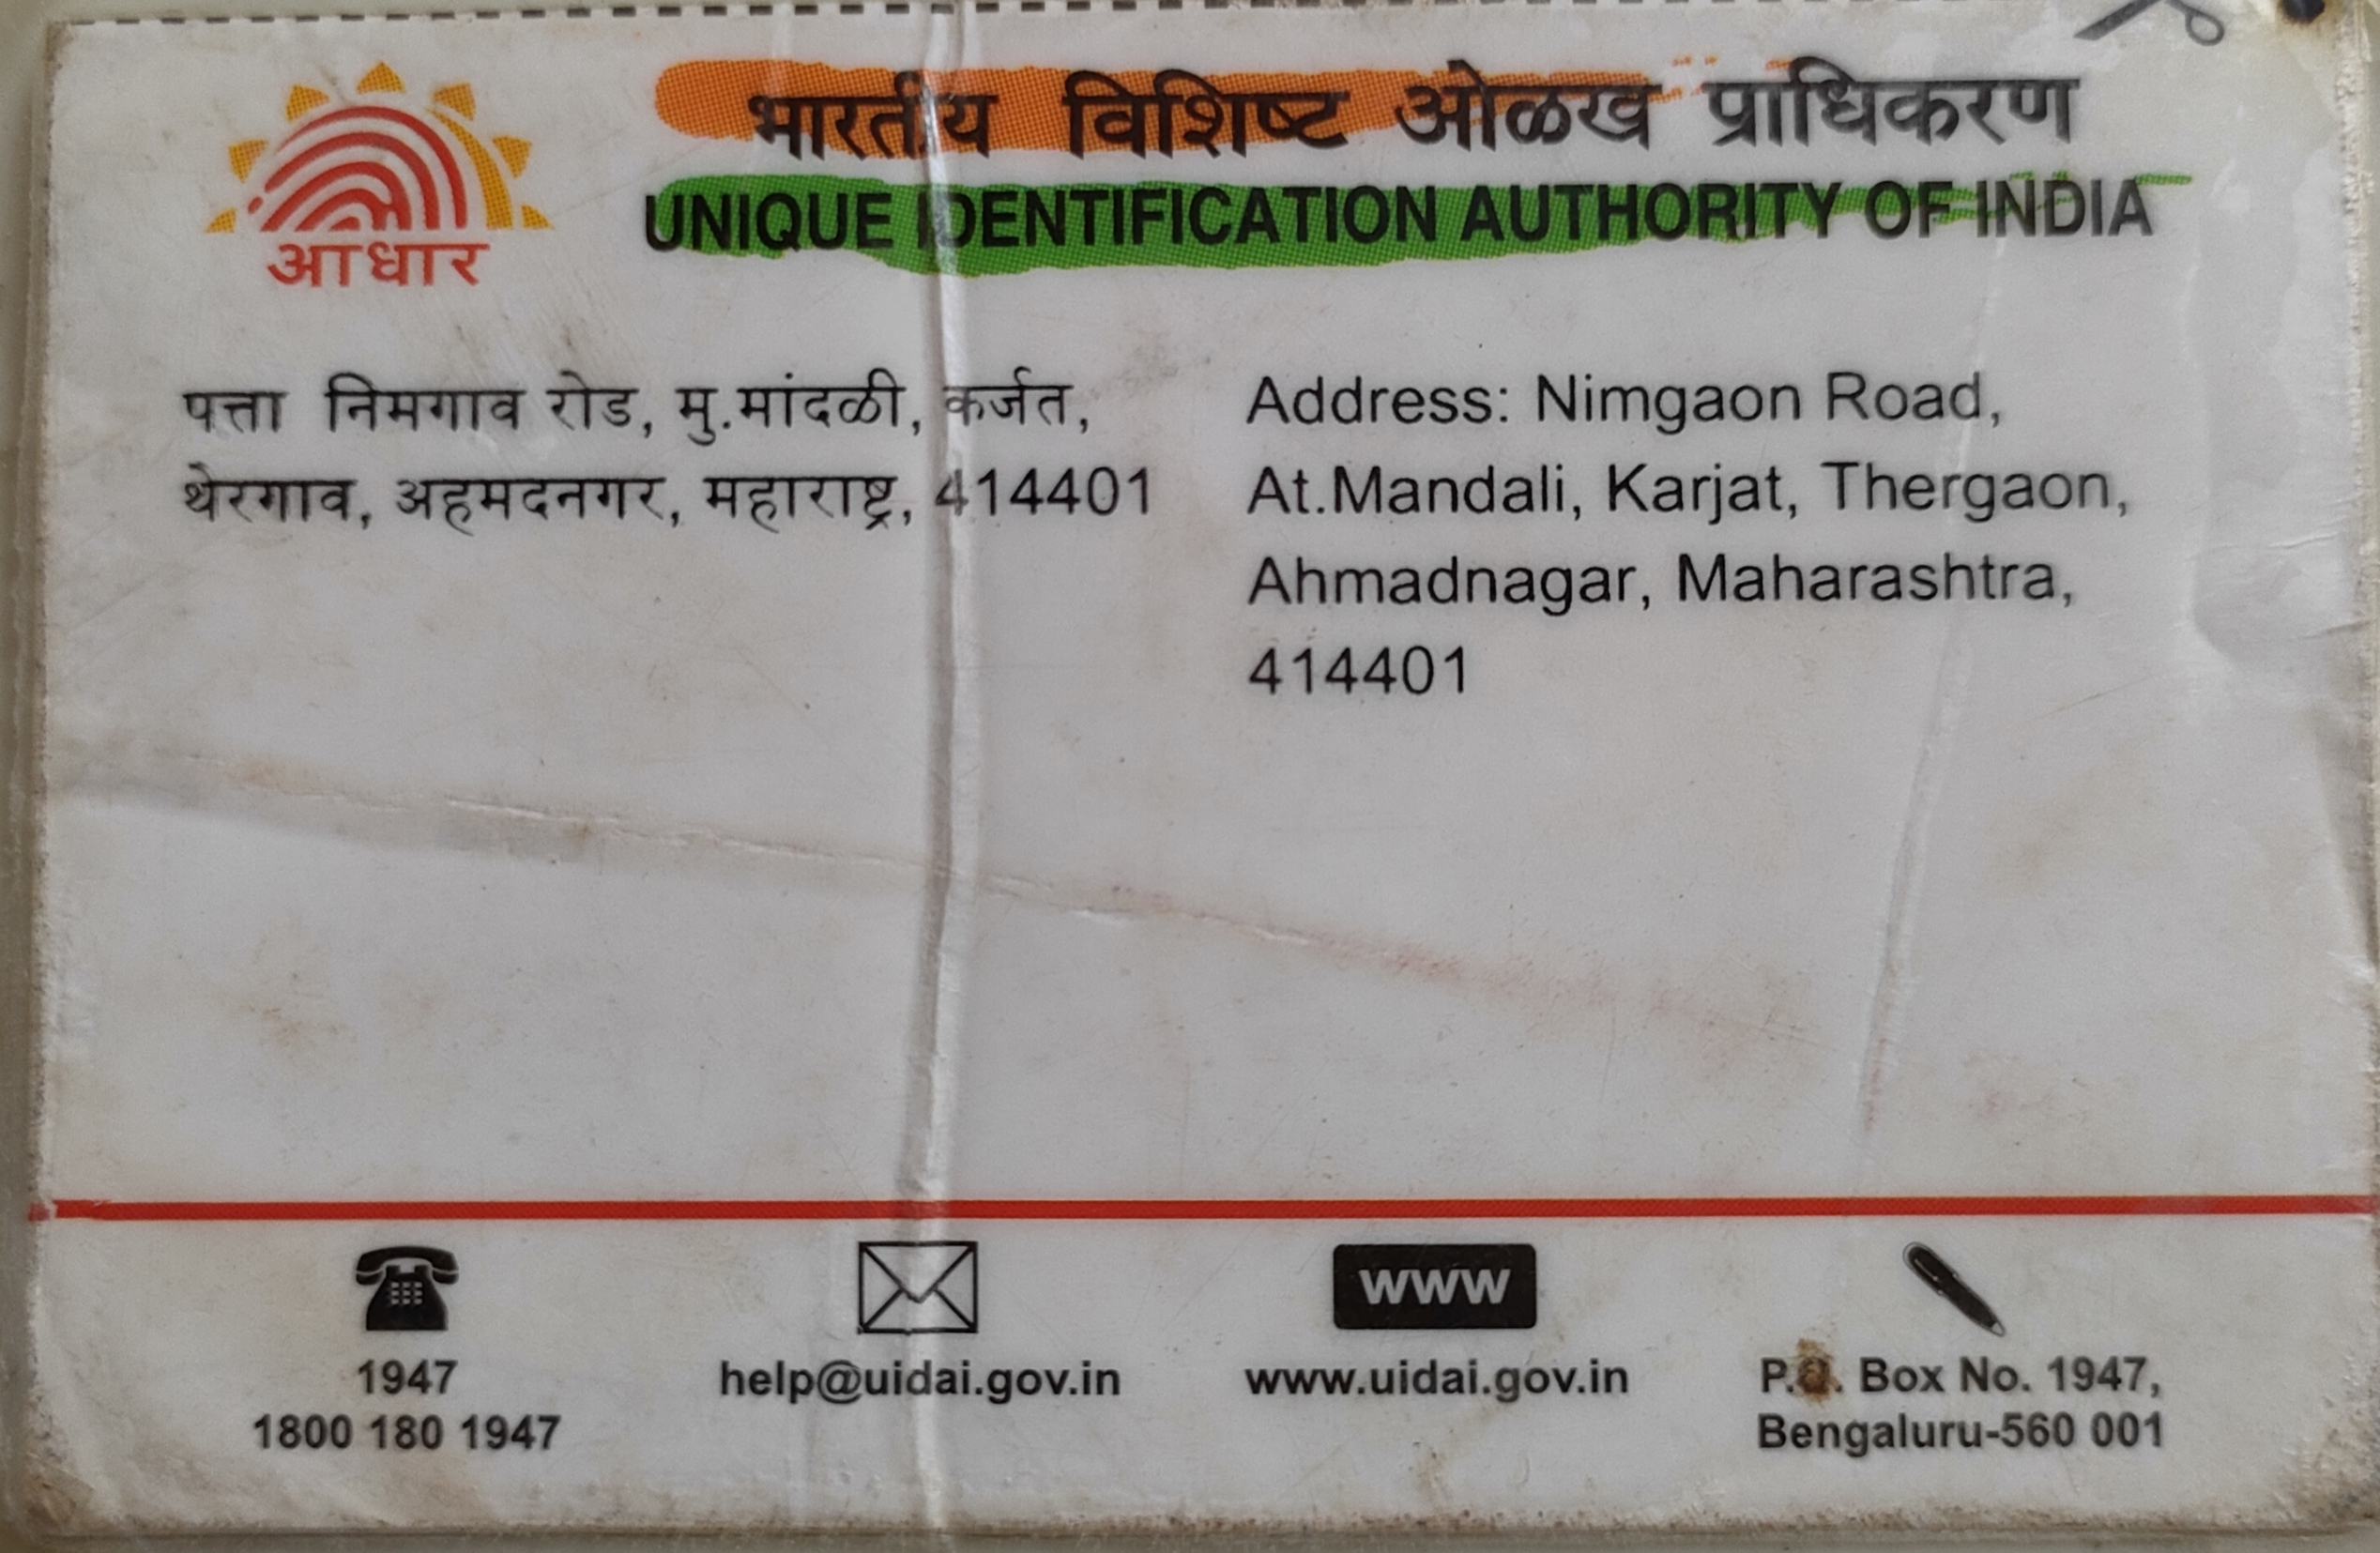 भारतीय विशिष्ट ओळख प्राधिकरण
UNIQUE IDENTIFICATION AUTHORITY OF INDIA
आधार
पत्ता निमगाव रोड, मु.मांदळी, कर्जत,
थेरगाव, अहमदनगर, महाराष्ट्र, 414401
Address: Nimgaon Road,
At.Mandali, Karjat, Thergaon,
Ahmadnagar, Maharashtra,
414401
1947
1800 180 1947
help@uidai.gov.in
www
www.uidai.gov.in
P.O. Box No. 1947,
Bengaluru-560 001